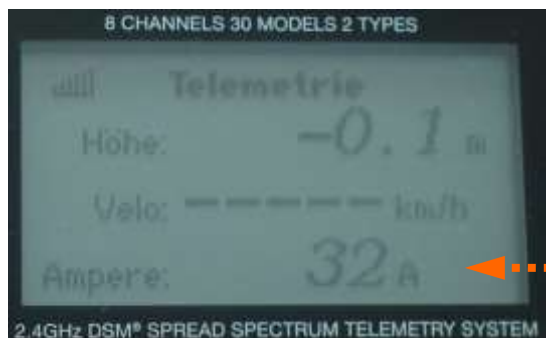 8 CHANNELS 30 MODELS 2 TYPES
Telemetrie
Höhe: -0.1 m
Velo: ----- km/h
Ampere: 32 A
2.4GHz DSM® SPREAD SPECTRUM TELEMETRY SYSTEM